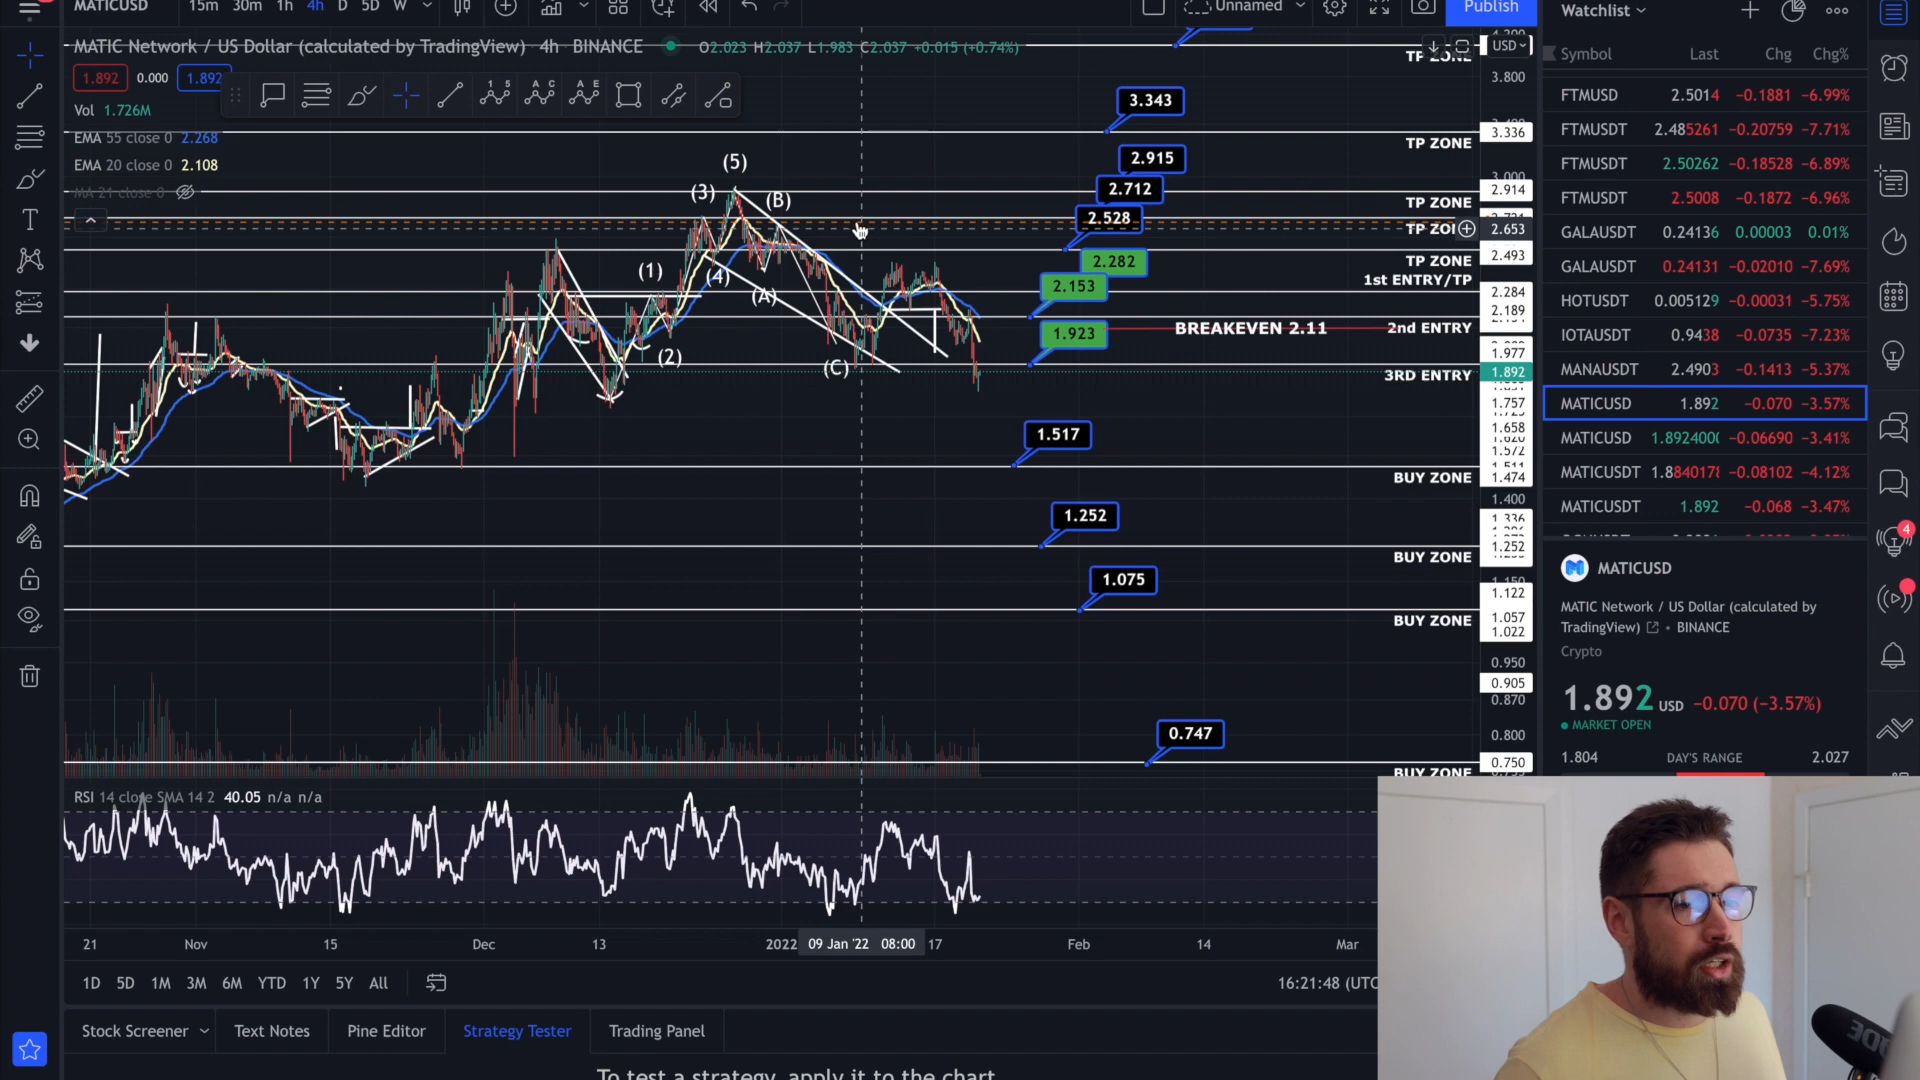 MATICUSD 15m 30m 1h 4h D 5D W Unnamed Publish
MATIC Network / US Dollar (calculated by TradingView) · 4h · BINANCE O2.023 H2.037 L1.983 C2.037 +0.015 (+0.74%)
1.892 0.000 1.892
Vol 1.726M
EMA 55 close 0 2.268
EMA 20 close 0 2.108
MA 21 close 0
1 5 A C A E
(5)
(3)
(B)
(1)
(4)
(A)
(2)
(C)
3.343
2.915
2.712
2.528
2.282
2.153
1.923
BREAKEVEN 2.11
1.517
1.252
1.075
0.747
TP ZONE
TP ZONE
TP ZONE
TP ZO
TP ZONE
1st ENTRY/TP
2nd ENTRY
3RD ENTRY
BUY ZONE
BUY ZONE
BUY ZONE
BUY ZONE
USD
3.800
3.336
3.000
2.914
2.653
2.493
2.284
2.189
1.977
1.892
1.757
1.658
1.572
1.474
1.400
1.336
1.252
1.150
1.122
1.057
1.022
0.950
0.905
0.870
0.800
0.750
RSI 14 close SMA 14 2 40.05 n/a n/a
21 Nov 15 Dec 13 2022 09 Jan '22 08:00 17 Feb 14 Mar
1D 5D 1M 3M 6M YTD 1Y 5Y All
16:21:48 (UTC
Stock Screener Text Notes Pine Editor Strategy Tester Trading Panel
To test a strategy, apply it to the chart
Watchlist
Symbol Last Chg Chg%
FTMUSD 2.5014 −0.1881 −6.99%
FTMUSDT 2.485261 −0.20759 −7.71%
FTMUSDT 2.50262 −0.18528 −6.89%
FTMUSDT 2.5008 −0.1872 −6.96%
GALAUSDT 0.24136 0.00003 0.01%
GALAUSDT 0.24131 −0.02010 −7.69%
HOTUSDT 0.005129 −0.00031 −5.75%
IOTAUSDT 0.9438 −0.0735 −7.23%
MANAUSDT 2.4903 −0.1413 −5.37%
MATICUSD 1.892 −0.070 −3.57%
MATICUSD 1.8924000 −0.06690 −3.41%
MATICUSDT 1.8840178 −0.08102 −4.12%
MATICUSDT 1.892 −0.068 −3.47%
MATICUSD
MATIC Network / US Dollar (calculated by
TradingView) • BINANCE
Crypto
1.892 USD −0.070 (−3.57%)
MARKET OPEN
1.804 DAY'S RANGE 2.027
4